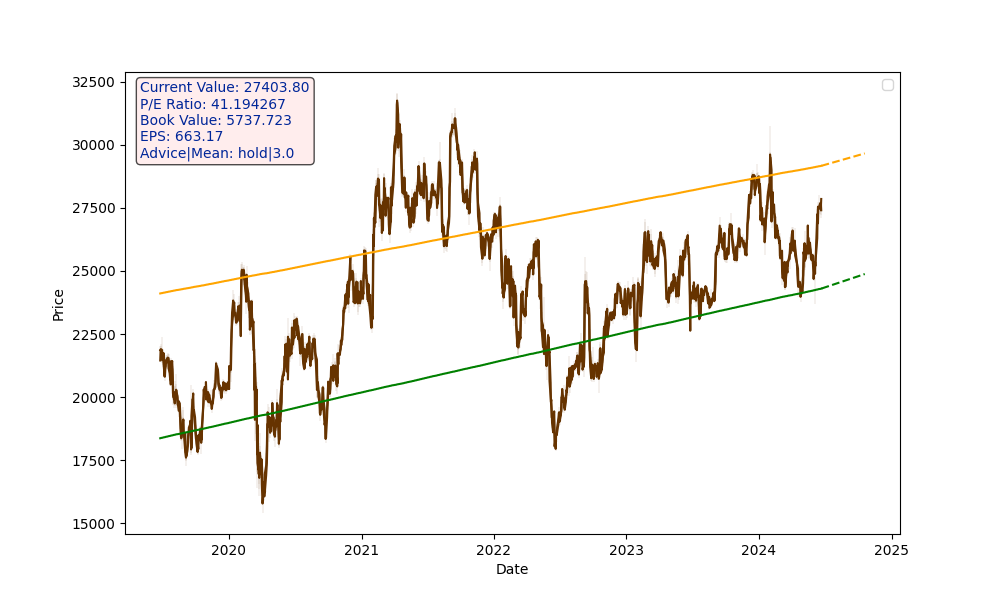 32500
30000
27500
25000
22500
20000
17500
15000
Price
Current Value: 27403.80
P/E Ratio: 41.194267
Book Value: 5737.723
EPS: 663.17
Advice|Mean: hold|3.0
2020
2021
2022
2023
2024
2025
Date